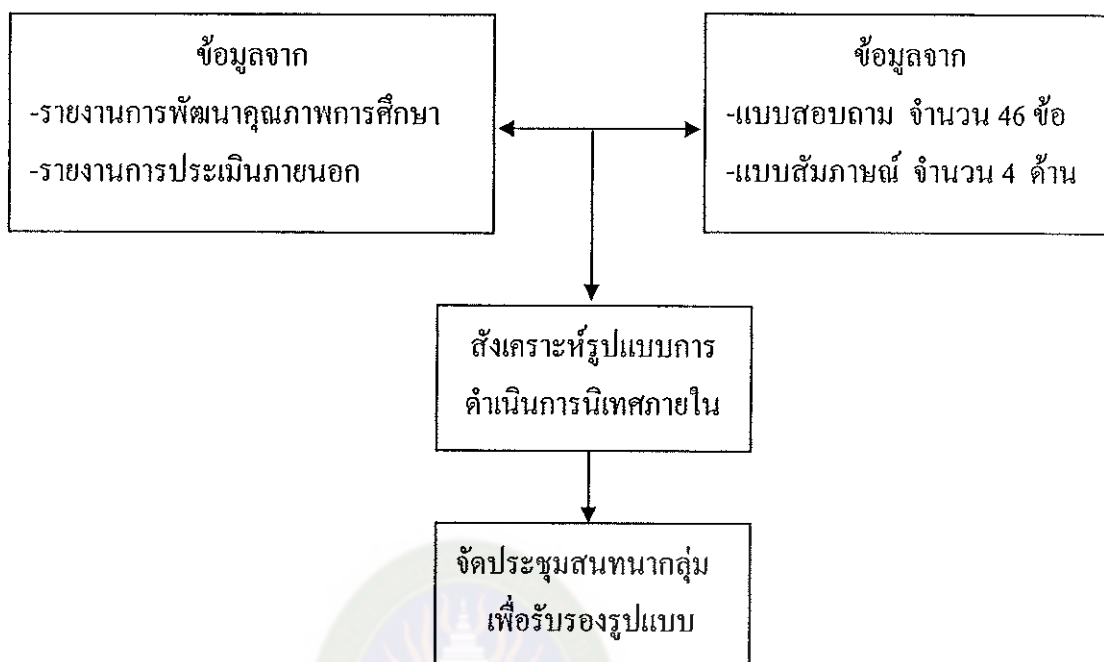 ข้อมูลจาก
-รายงานการพัฒนาคุณภาพการศึกษา
-รายงานการประเมินภายนอก
ข้อมูลจาก
-แบบสอบถาม จำนวน 46 ข้อ
-แบบสัมภาษณ์ จำนวน 4 ด้าน
สังเคราะห์รูปแบบการ
ดำเนินการนิเทศภายใน
จัดประชุมสนทนากลุ่ม
เพื่อรับรองรูปแบบ